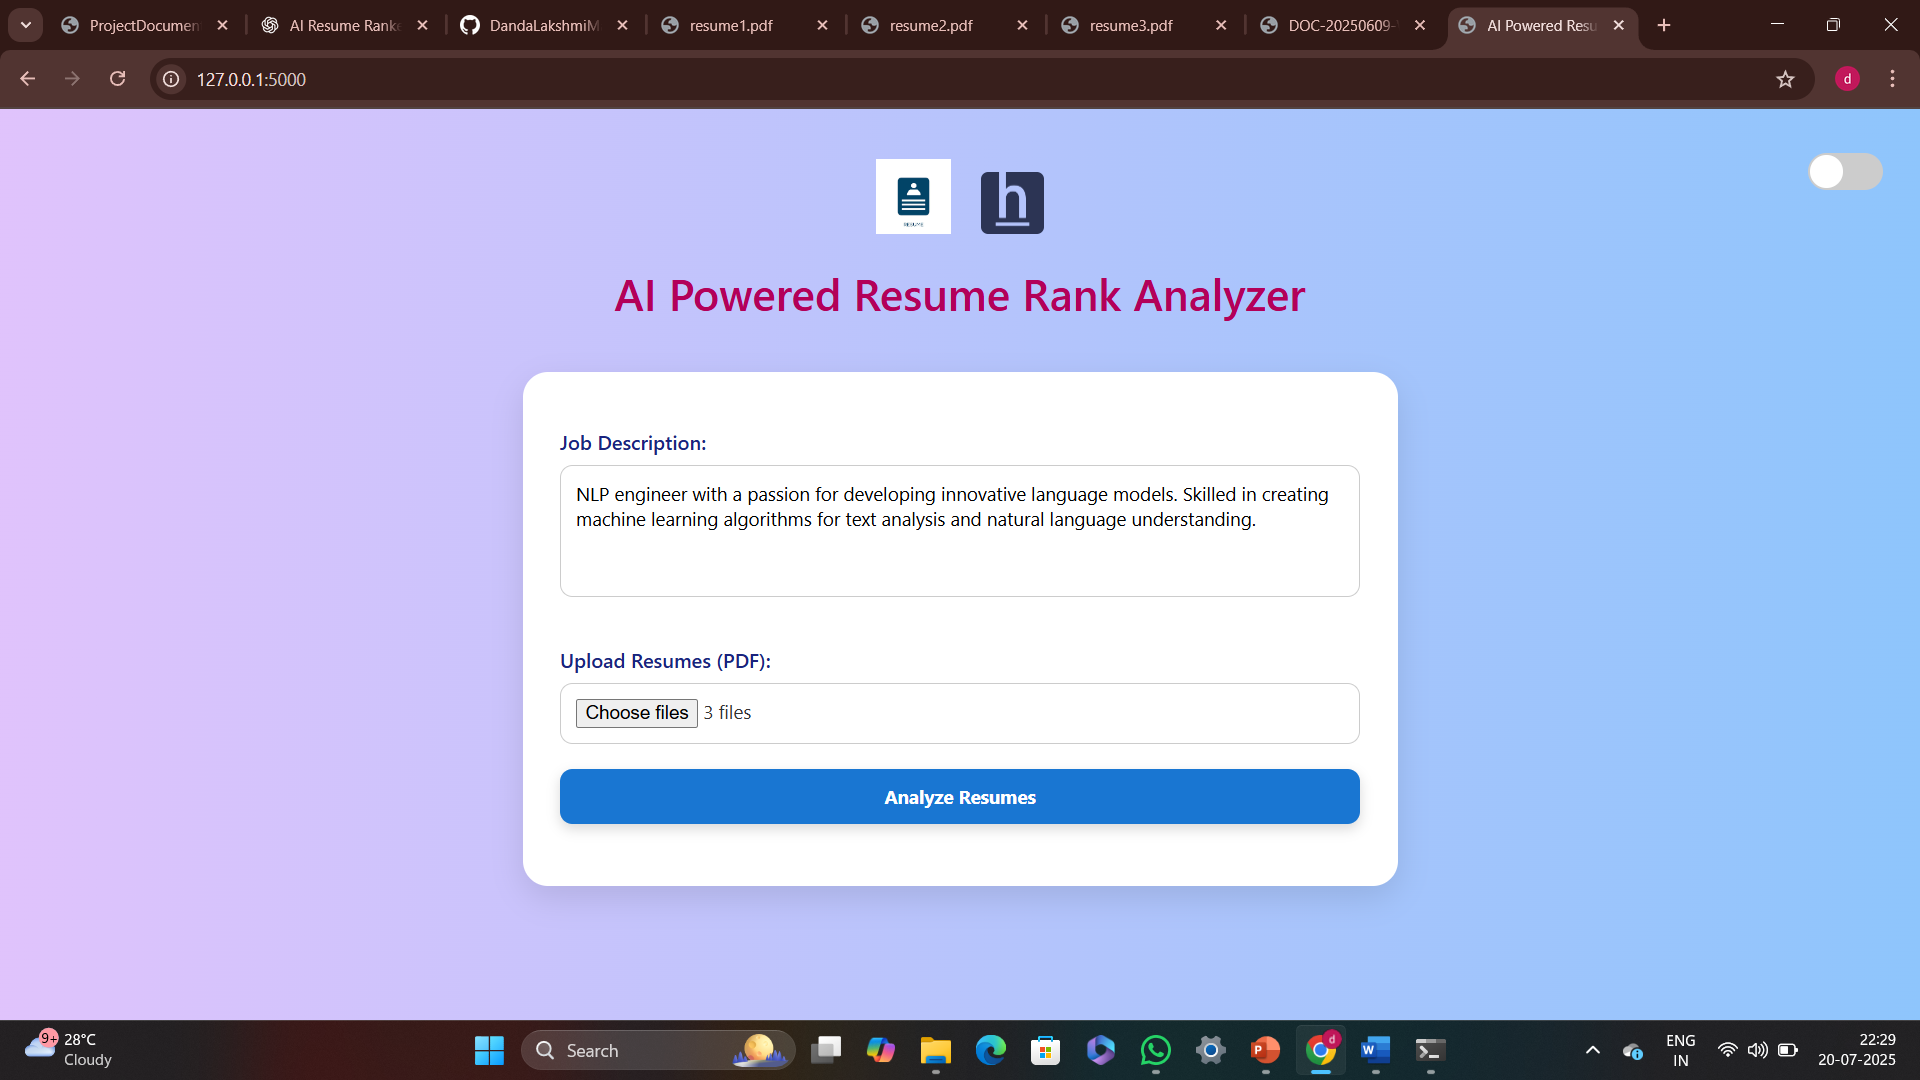 ProjectDocumen
AI Resume Ranke
DandaLakshmiM
resume1.pdf
resume2.pdf
resume3.pdf
DOC-20250609-
AI Powered Resu
127.0.0.1:5000
d
RESUME
h
AI Powered Resume Rank Analyzer
Job Description:
NLP engineer with a passion for developing innovative language models. Skilled in creating
machine learning algorithms for text analysis and natural language understanding.
Upload Resumes (PDF):
Choose files 3 files
Analyze Resumes
9+
28°C
Cloudy
Search
P
d
W
ENG
IN
22:29
20-07-2025